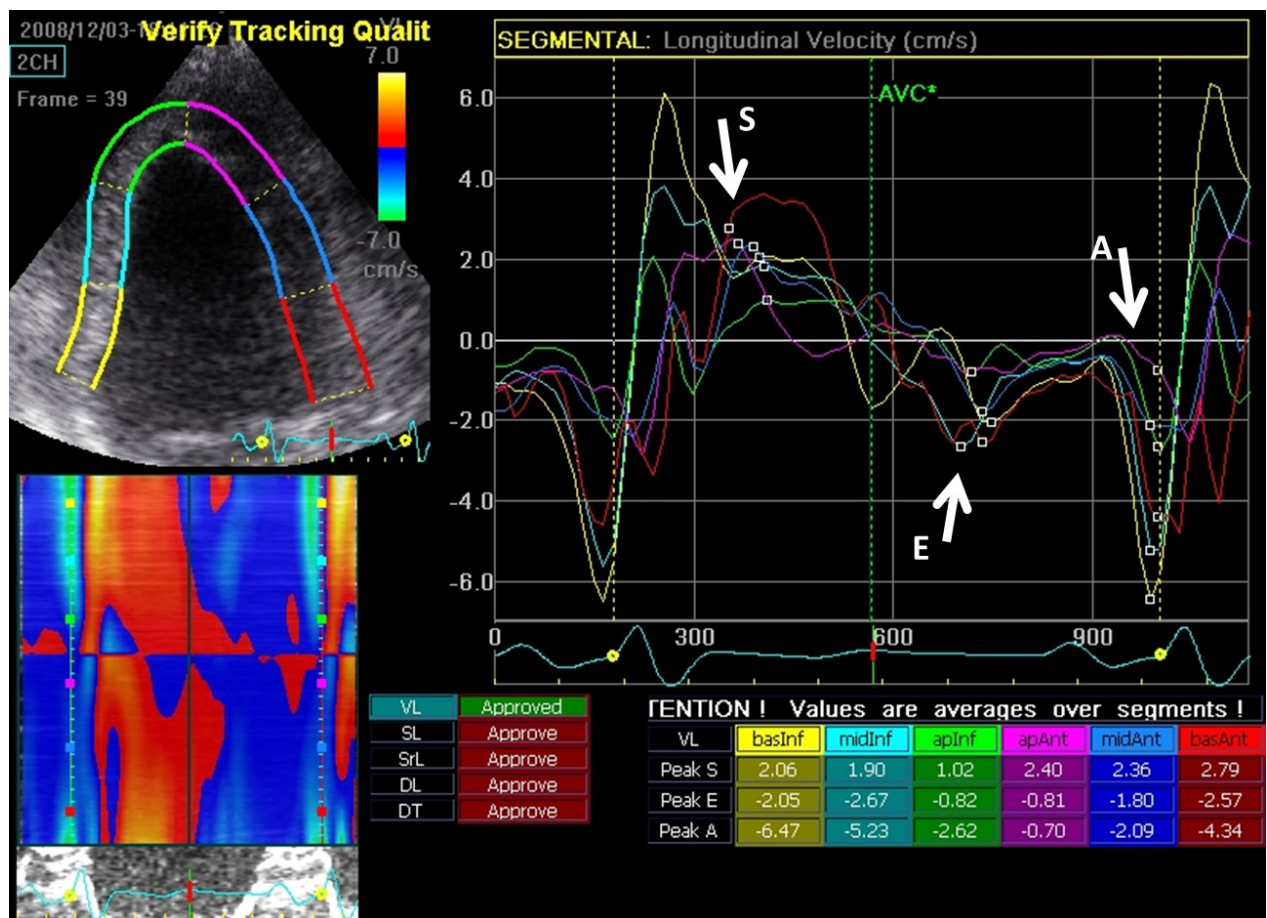 2008/12/03-
Verify Tracking Qualit
VL
2CH
7.0
Frame = 39
-7.0
cm/s
SEGMENTAL: Longitudinal Velocity (cm/s)
AVC*
6.0
S
4.0
2.0
A
0.0
-2.0
-4.0
E
-6.0
0 300 600 900
VL Approved
SL Approve
SrL Approve
DL Approve
DT Approve
TENTION ! Values are averages over segments !
VL basInf midInf apInf apAnt midAnt basAnt
Peak S 2.06 1.90 1.02 2.40 2.36 2.79
Peak E -2.05 -2.67 -0.82 -0.81 -1.80 -2.57
Peak A -6.47 -5.23 -2.62 -0.70 -2.09 -4.34